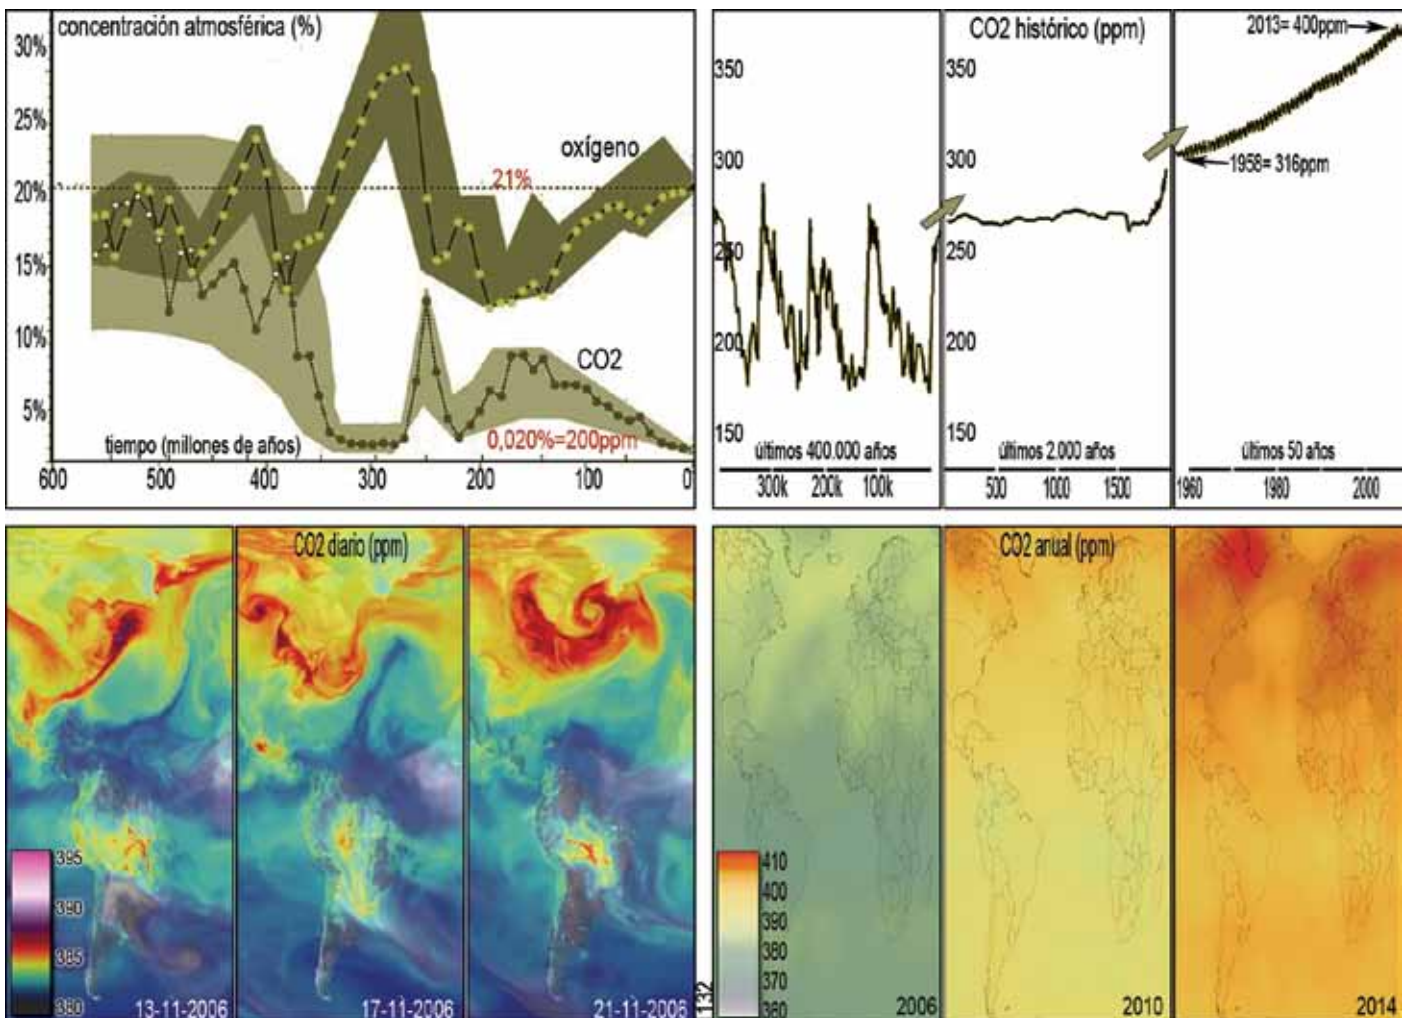 concentración atmosférica (%)
30%
25%
20%
15%
10%
5%
oxígeno
21%
CO2
0,020%=200ppm
tiempo (millones de años)
600 500 400 300 200 100 0
CO2 histórico (ppm)
350
300
250
200
150
últimos 400.000 años
300k 200k 100k
350
300
250
200
150
últimos 2.000 años
500 1000 1500
2013= 400ppm
1958= 316ppm
últimos 50 años
1960 1980 2000
CO2 diario (ppm)
395
390
385
380
13-11-2006
17-11-2006
21-11-2006
132
CO2 anual (ppm)
410
400
390
380
370
360
2006
2010
2014